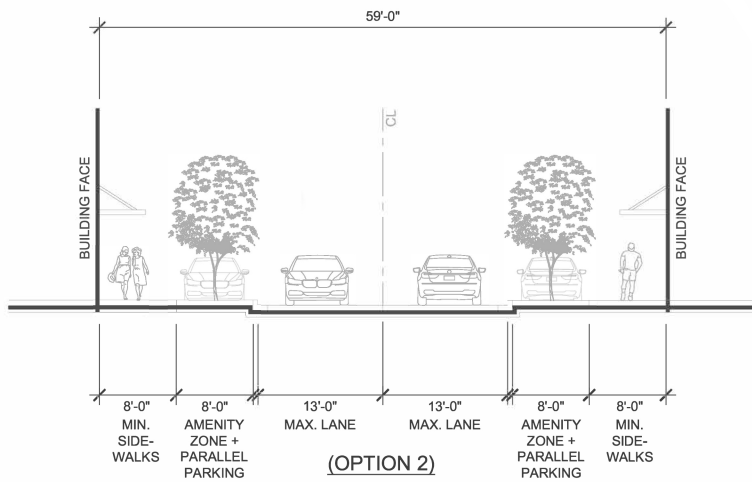 59'-0"
CL
BUILDING FACE
BUILDING FACE
8'-0"
MIN.
SIDE-
WALKS
8'-0"
AMENITY
ZONE +
PARALLEL
PARKING
13'-0"
MAX. LANE
13'-0"
MAX. LANE
8'-0"
AMENITY
ZONE +
PARALLEL
PARKING
8'-0"
MIN.
SIDE-
WALKS
(OPTION 2)